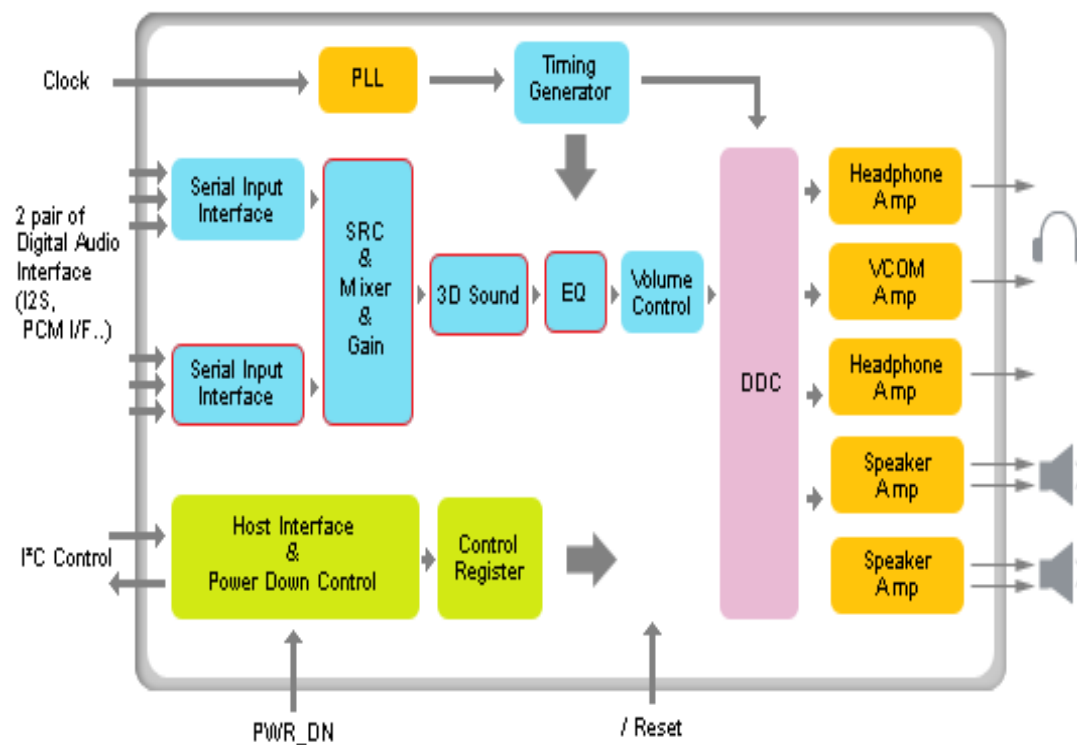 Clock
PLL
Timing
Generator
2 pair of
Digital Audio
Interface
(I2S,
PCM I/F..)
Serial Input
Interface
Serial Input
Interface
SRC
&
Mixer
&
Gain
3D Sound
EQ
Volume
Control
DDC
Headphone
Amp
VCOM
Amp
Headphone
Amp
Speaker
Amp
Speaker
Amp
I²C Control
Host Interface
&
Power Down Control
Control
Register
PWR_DN
/ Reset